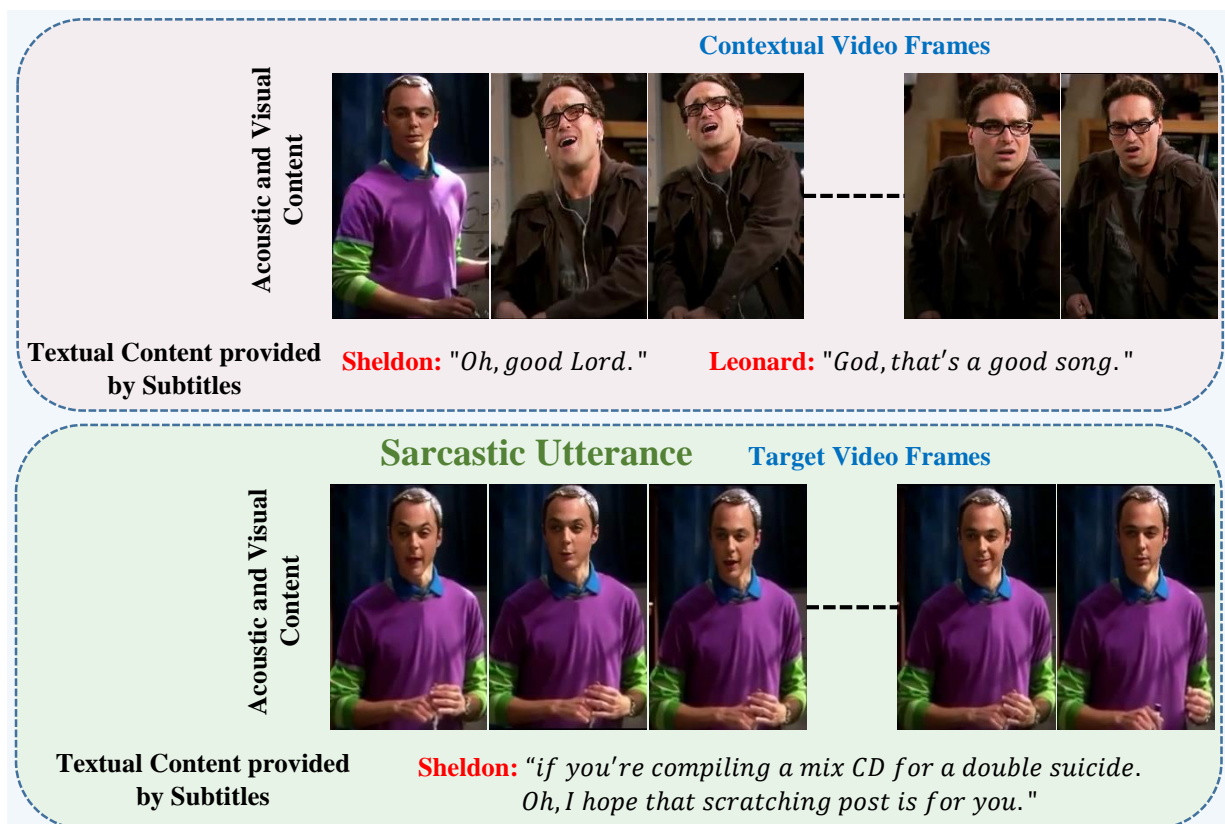 Contextual Video Frames
Acoustic and Visual
Content
Textual Content provided
by Subtitles
Sheldon: "Oh, good Lord." Leonard: "God, that's a good song."
Sarcastic Utterance Target Video Frames
Acoustic and Visual
Content
Textual Content provided
by Subtitles
Sheldon: “if you're compiling a mix CD for a double suicide.
Oh, I hope that scratching post is for you."